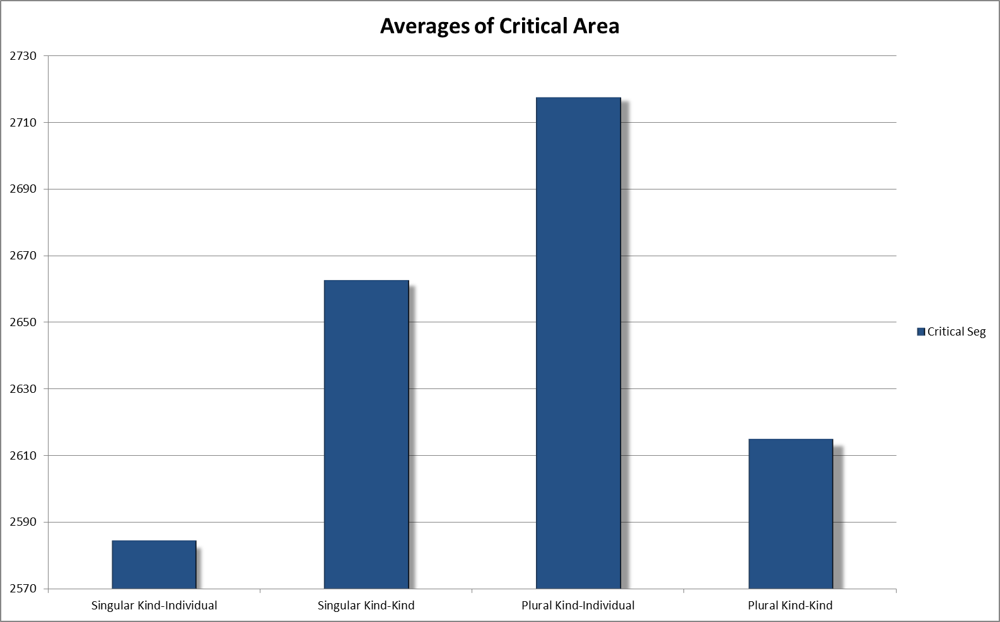 Averages of Critical Area
2730
2710
2690
2670
2650
2630
2610
2590
2570
Singular Kind-Individual
Singular Kind-Kind
Plural Kind-Individual
Plural Kind-Kind
Critical Seg